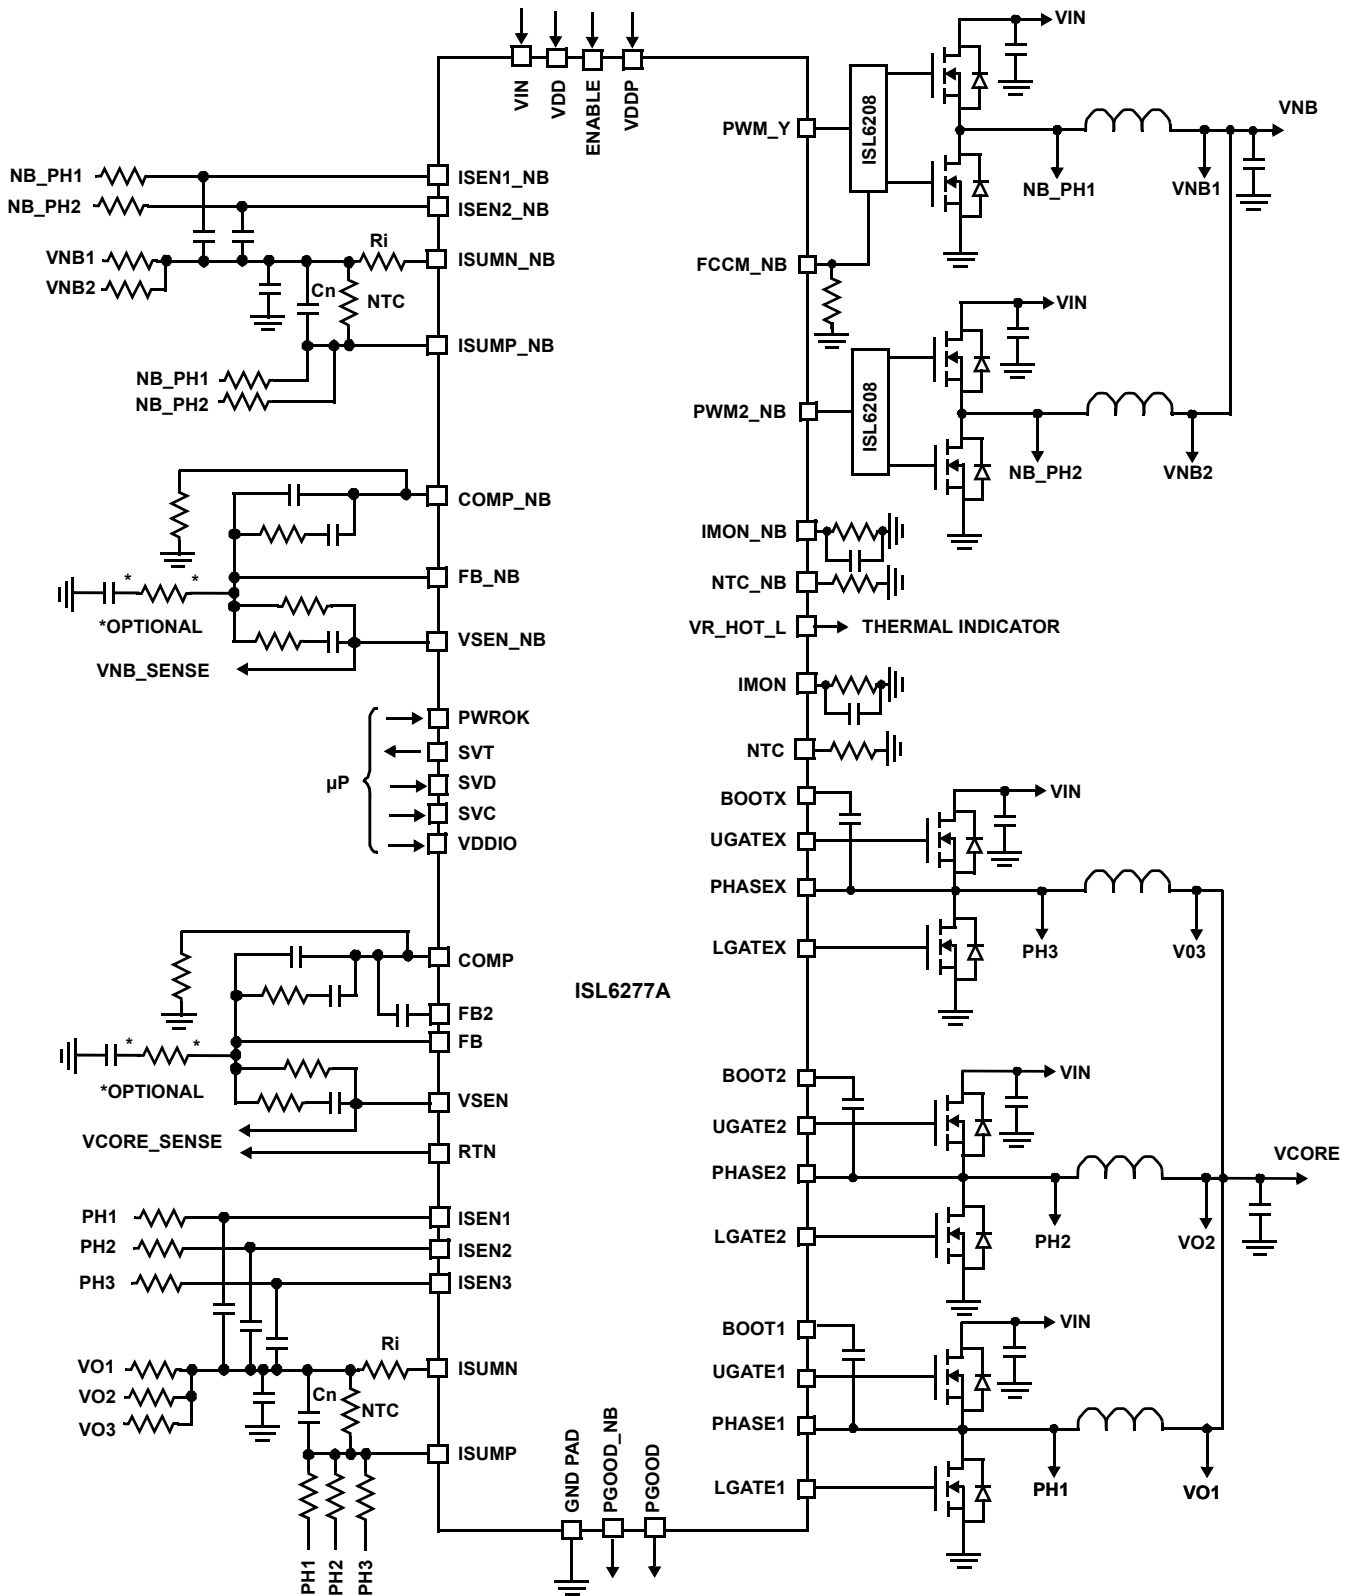 VIN
VDD
ENABLE
VDDP
PWM_Y
ISL6208
VIN
VNB
NB_PH1
VNB1
NB_PH1
NB_PH2
ISEN1_NB
ISEN2_NB
VNB1
VNB2
Ri
ISUMN_NB
Cn
NTC
ISUMP_NB
NB_PH1
NB_PH2
FCCM_NB
VIN
ISL6208
PWM2_NB
NB_PH2
VNB2
COMP_NB
FB_NB
* *
*OPTIONAL
VSEN_NB
VNB_SENSE
IMON_NB
NTC_NB
VR_HOT_L
THERMAL INDICATOR
IMON
NTC
µP
PWROK
SVT
SVD
SVC
VDDIO
BOOTX
UGATEX
PHASEX
LGATEX
VIN
PH3
V03
COMP
FB2
FB
* *
*OPTIONAL
VSEN
VCORE_SENSE
RTN
ISL6277A
BOOT2
UGATE2
PHASE2
LGATE2
VIN
VCORE
PH2
VO2
PH1
PH2
PH3
ISEN1
ISEN2
ISEN3
VO1
VO2
VO3
Ri
ISUMN
Cn
NTC
ISUMP
PH1
PH2
PH3
BOOT1
UGATE1
PHASE1
LGATE1
VIN
PH1
VO1
GND PAD
PGOOD_NB
PGOOD